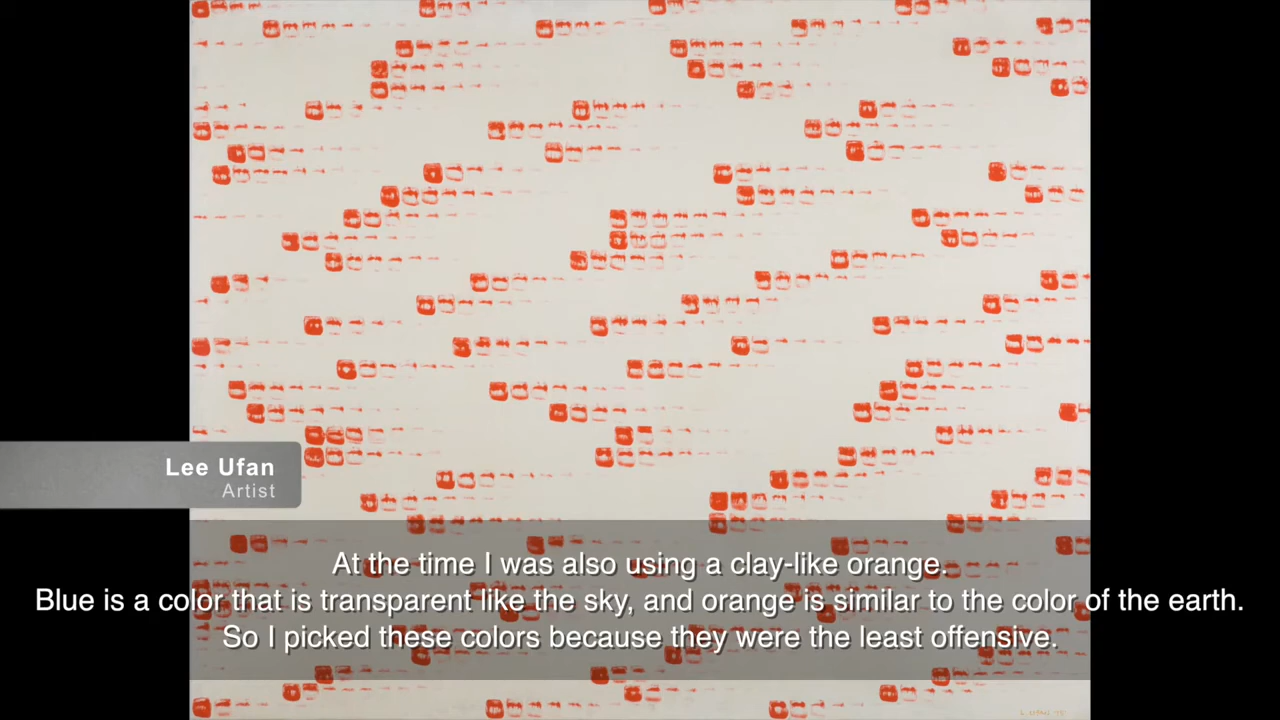 Lee Ufan
Artist
At the time I was also using a clay-like orange.
Blue is a color that is transparent like the sky, and orange is similar to the color of the earth.
So I picked these colors because they were the least offensive.